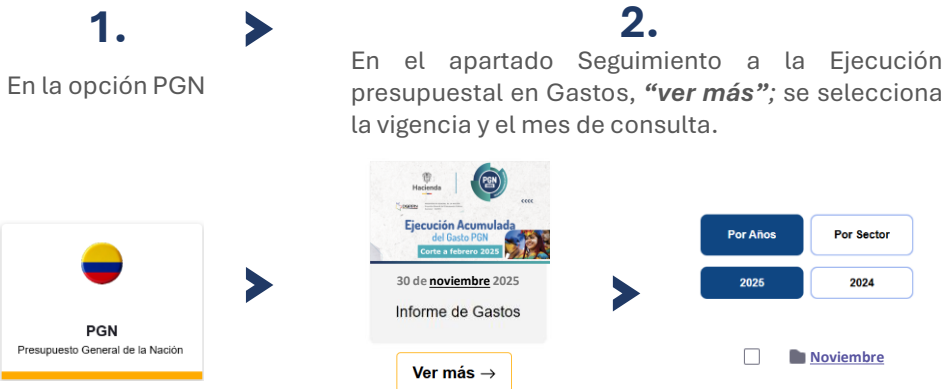 1.
2.
En la opción PGN
En el apartado Seguimiento a la Ejecución
presupuestal en Gastos, “ver más”; se selecciona
la vigencia y el mes de consulta.
PGN
Presupuesto General de la Nación
Hacienda
PGN
Ejecución Acumulada
del Gasto PGN
Corte a febrero 2025
30 de noviembre 2025
Informe de Gastos
Ver más →
Por Años
Por Sector
2025
2024
Noviembre